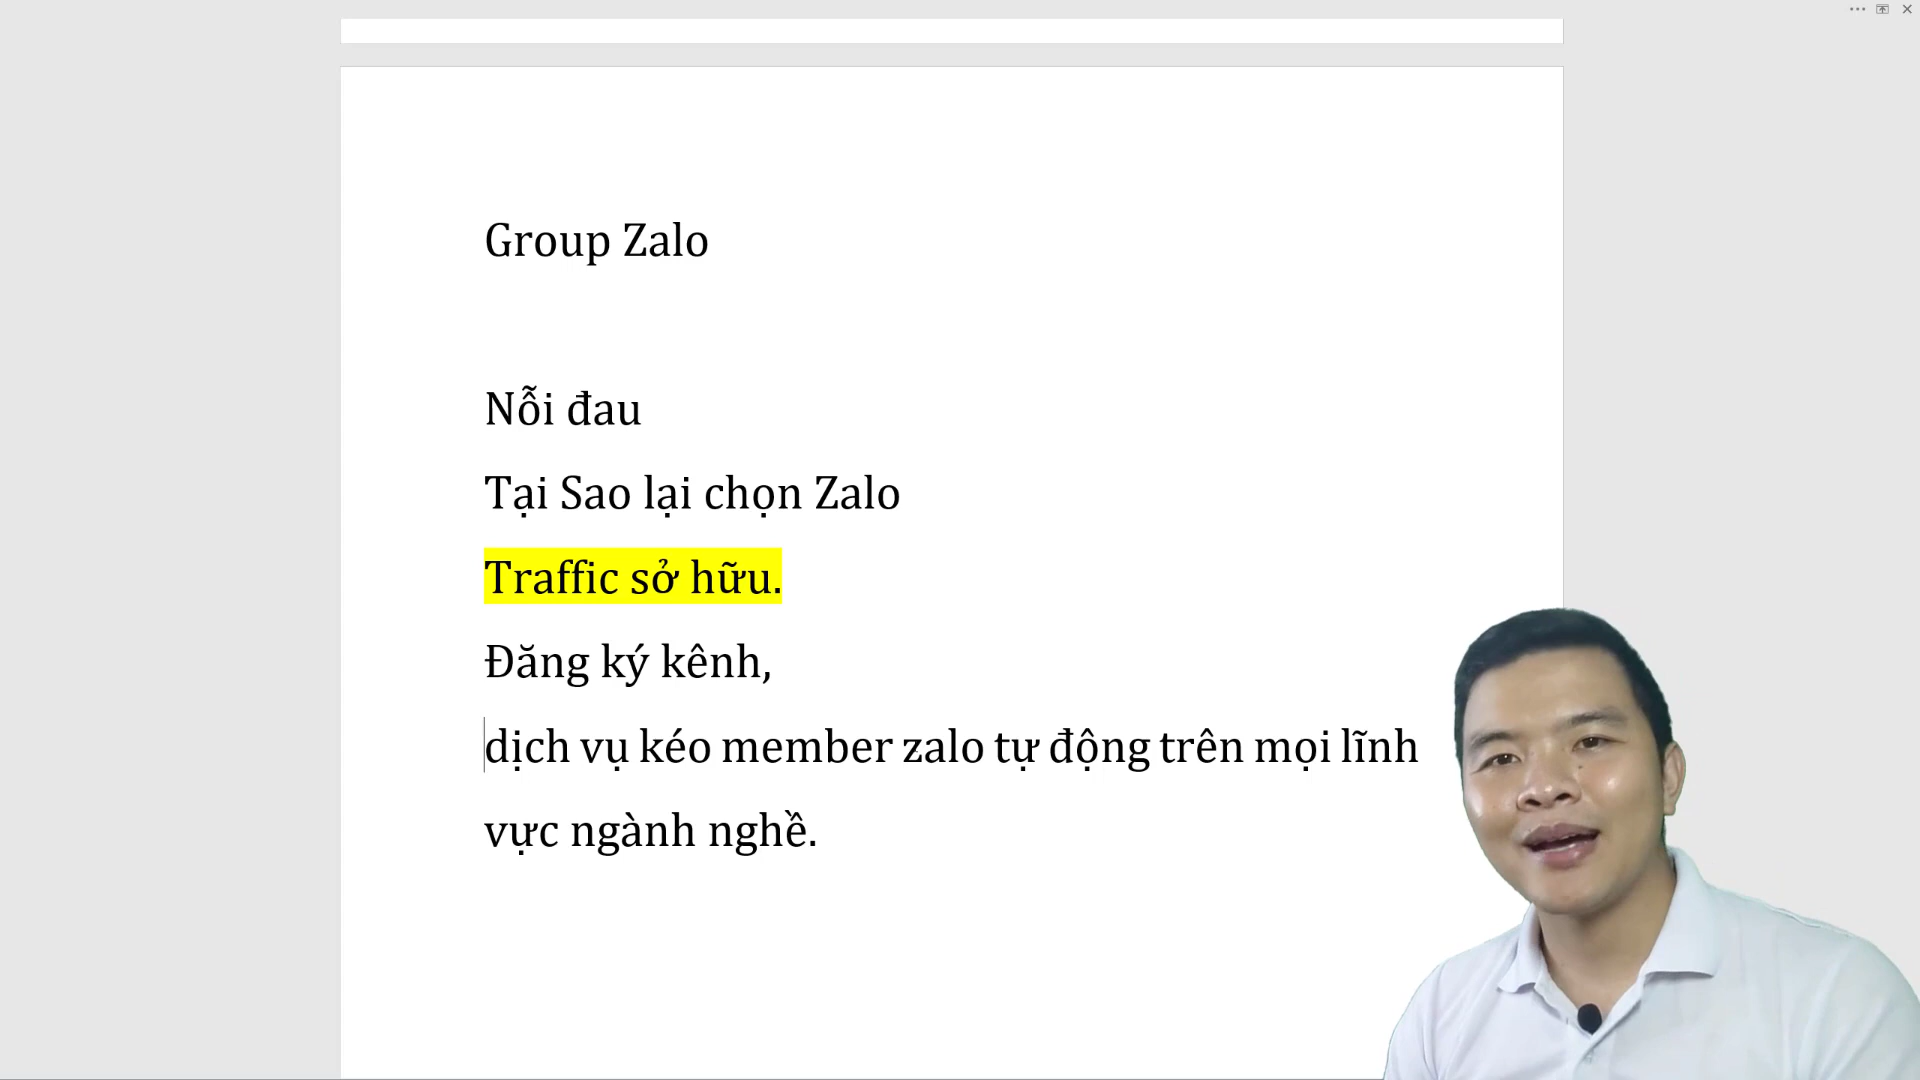 Group Zalo
Nỗi đau
Tại Sao lại chọn Zalo
Traffic sở hữu.
Đăng ký kênh,
dịch vụ kéo member zalo tự động trên mọi lĩnh
vực ngành nghề.